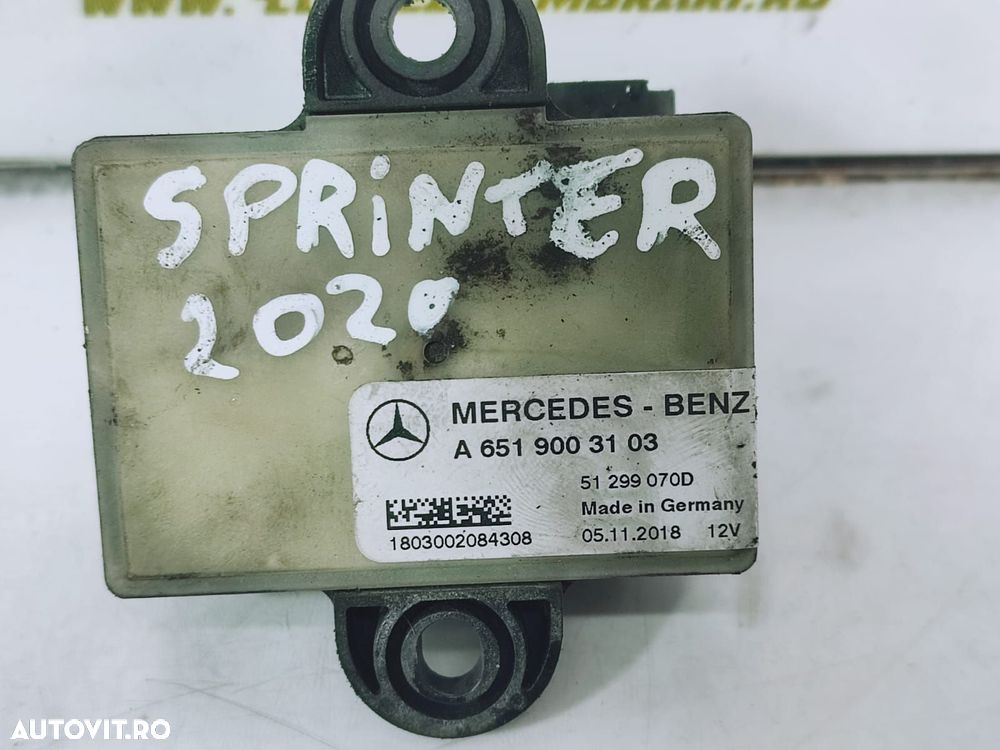 SPRiNTER
2020
MERCEDES - BENZ
A 651 900 31 03
51 299 070D
Made in Germany
1803002084308
05.11.2018 12V
AUTOVIT.RO